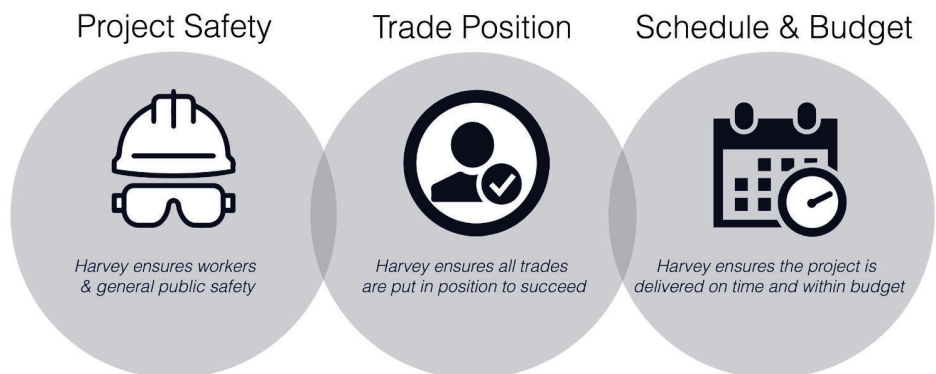 Project Safety
Trade Position
Schedule & Budget
Harvey ensures workers
& general public safety
Harvey ensures all trades
are put in position to succeed
Harvey ensures the project is
delivered on time and within budget